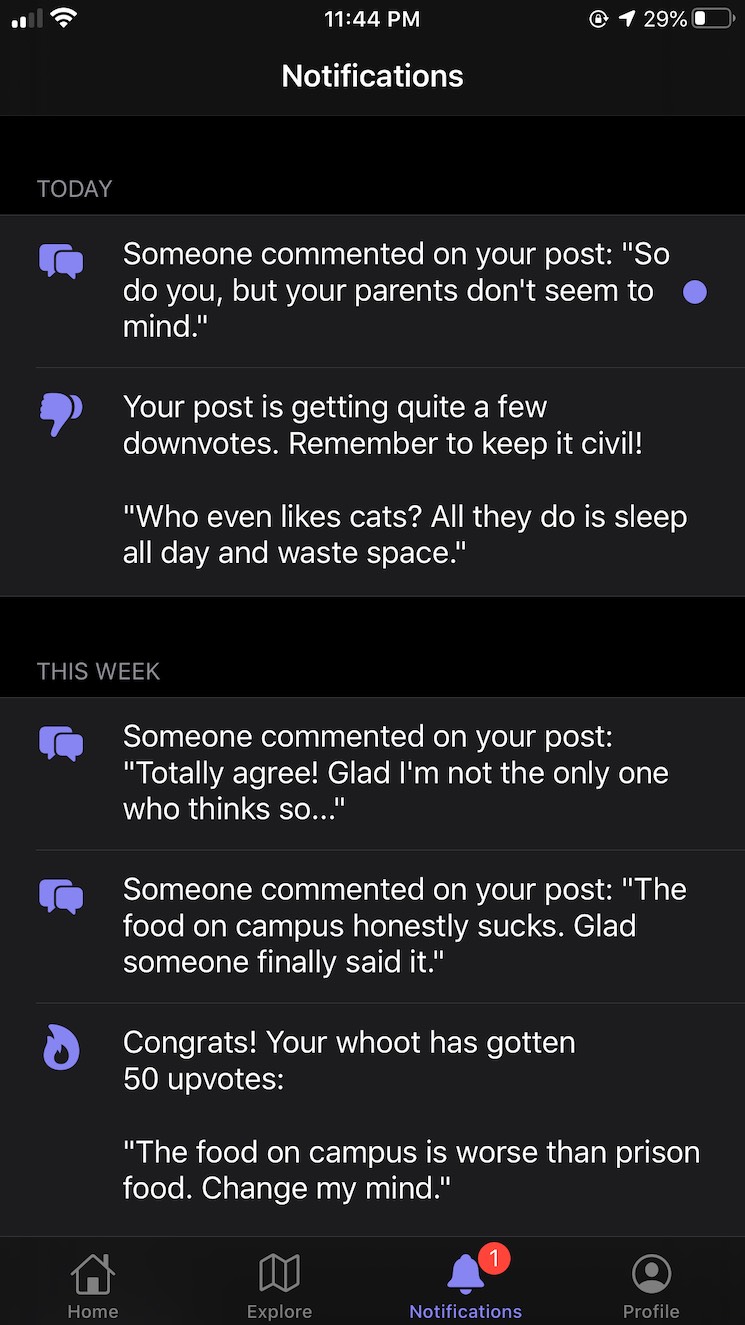 11:44 PM
29%
Notifications
TODAY
Someone commented on your post: "So
do you, but your parents don't seem to
mind."
Your post is getting quite a few
downvotes. Remember to keep it civil!
"Who even likes cats? All they do is sleep
all day and waste space."
THIS WEEK
Someone commented on your post:
"Totally agree! Glad I'm not the only one
who thinks so..."
Someone commented on your post: "The
food on campus honestly sucks. Glad
someone finally said it."
Congrats! Your whoot has gotten
50 upvotes:
"The food on campus is worse than prison
food. Change my mind."
1
Home
Explore
Notifications
Profile